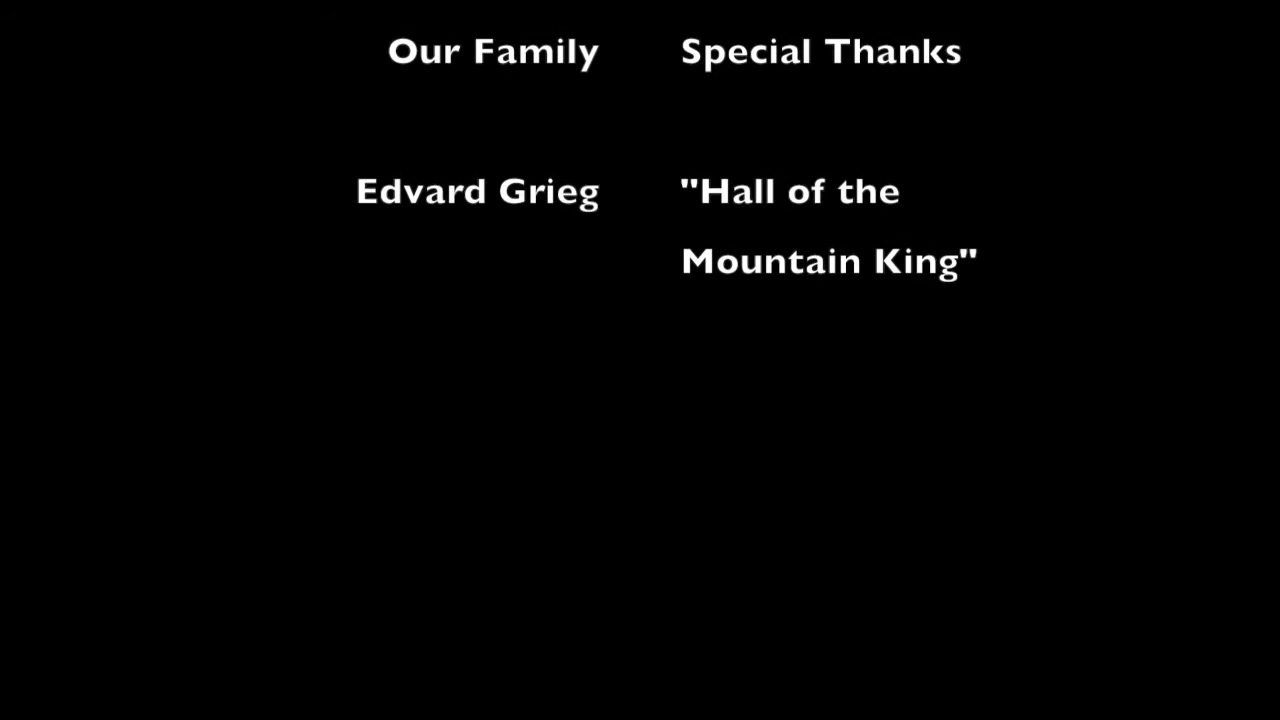 Our Family Special Thanks
Edvard Grieg "Hall of the
Mountain King"